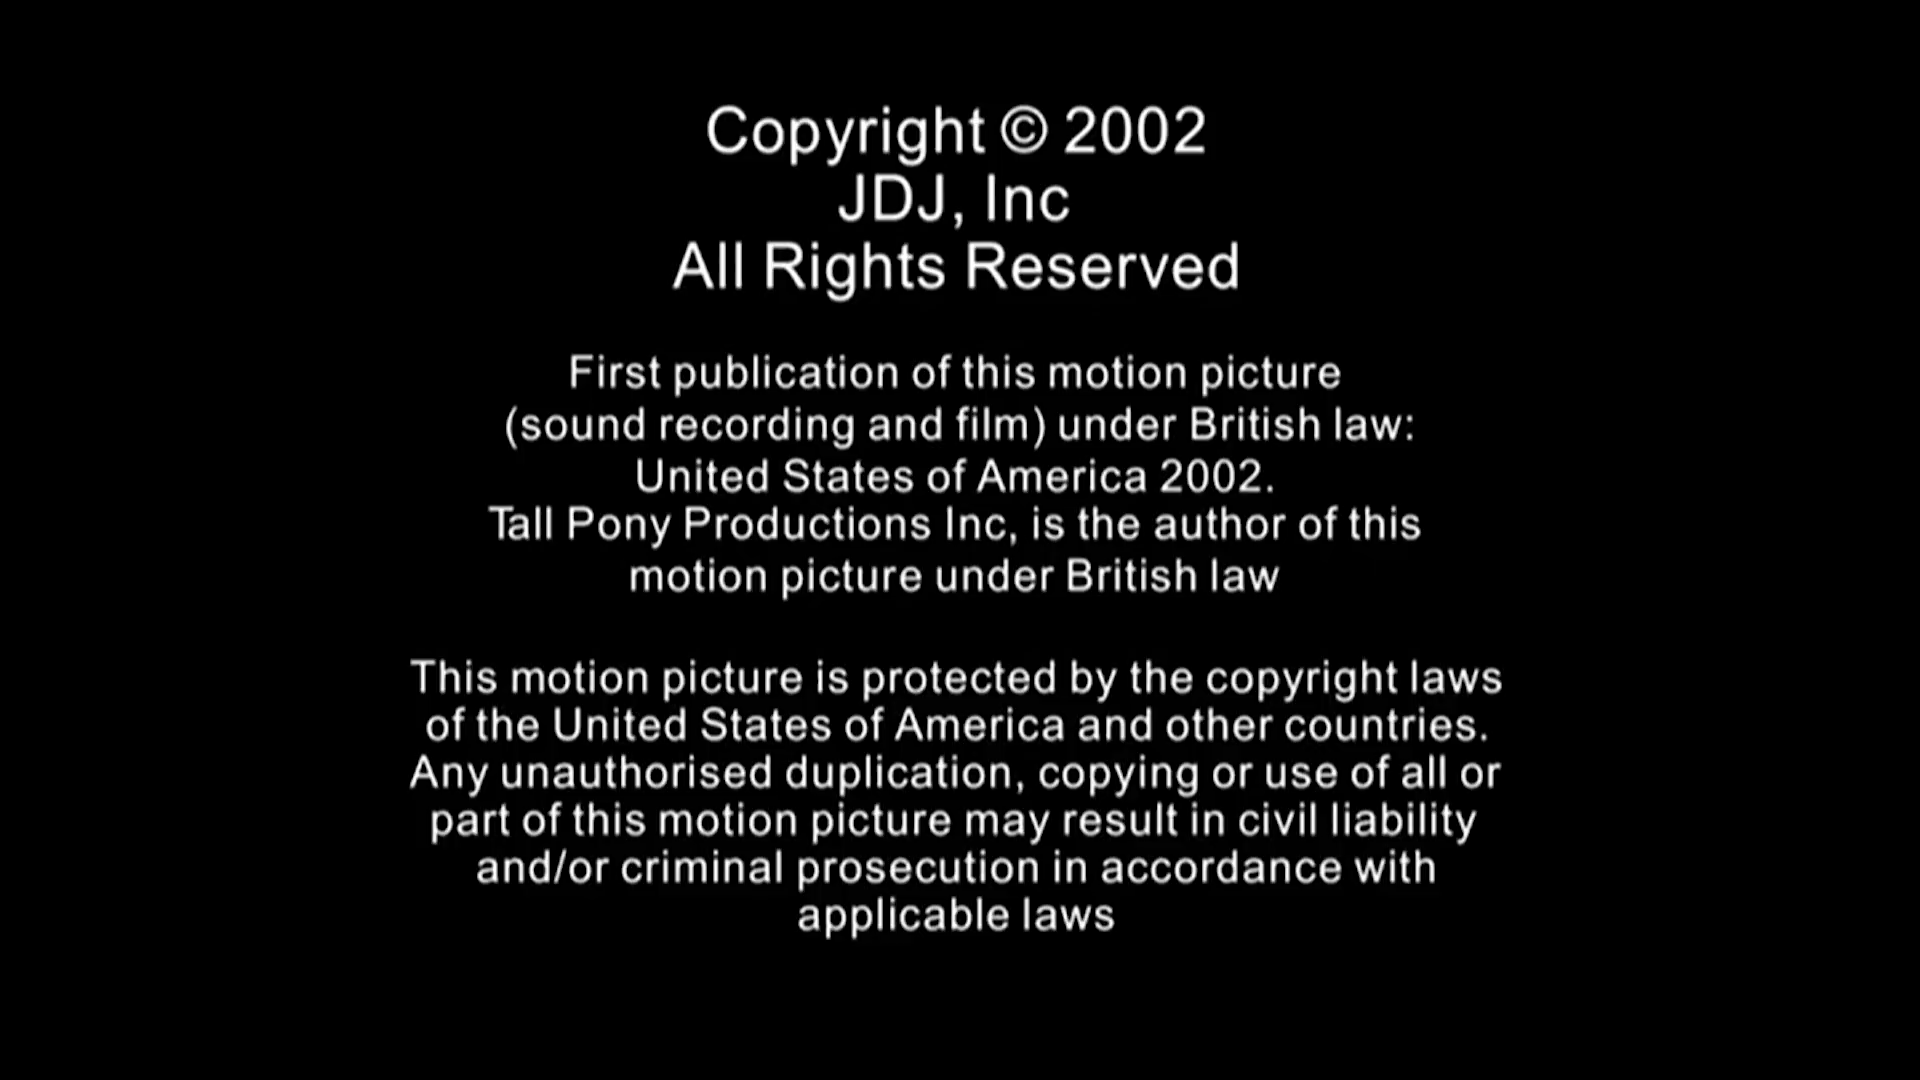 Copyright © 2002
JDJ, Inc
All Rights Reserved
First publication of this motion picture
(sound recording and film) under British law:
United States of America 2002.
Tall Pony Productions Inc, is the author of this
motion picture under British law
This motion picture is protected by the copyright laws
of the United States of America and other countries.
Any unauthorised duplication, copying or use of all or
part of this motion picture may result in civil liability
and/or criminal prosecution in accordance with
applicable laws